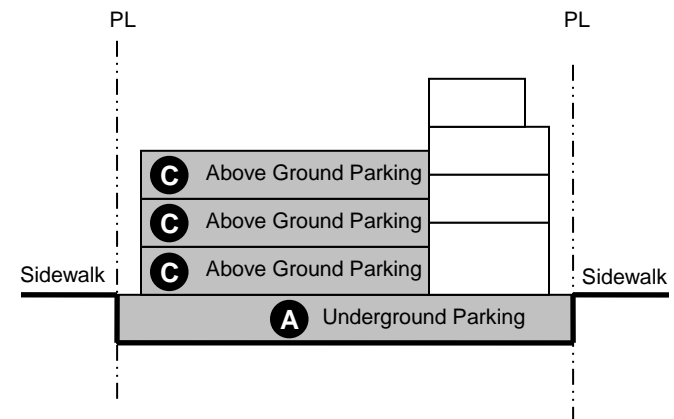 PL
PL
C Above Ground Parking
C Above Ground Parking
C Above Ground Parking
Sidewalk
Sidewalk
A Underground Parking